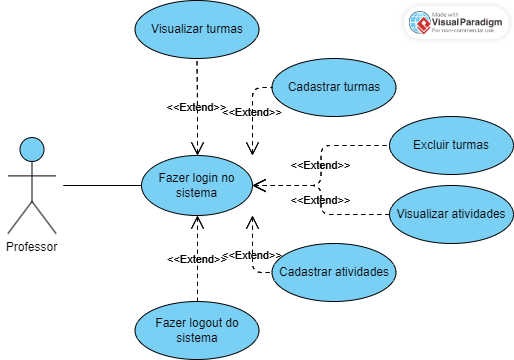 Made with
Visual Paradigm
For non-commercial use
Visualizar turmas
Cadastrar turmas
<<Extend>>
<<Extend>>
Excluir turmas
<<Extend>>
Fazer login no
sistema
<<Extend>>
Visualizar atividades
Professor
<<Extend>>
<<Extend>>
Cadastrar atividades
Fazer logout do
sistema